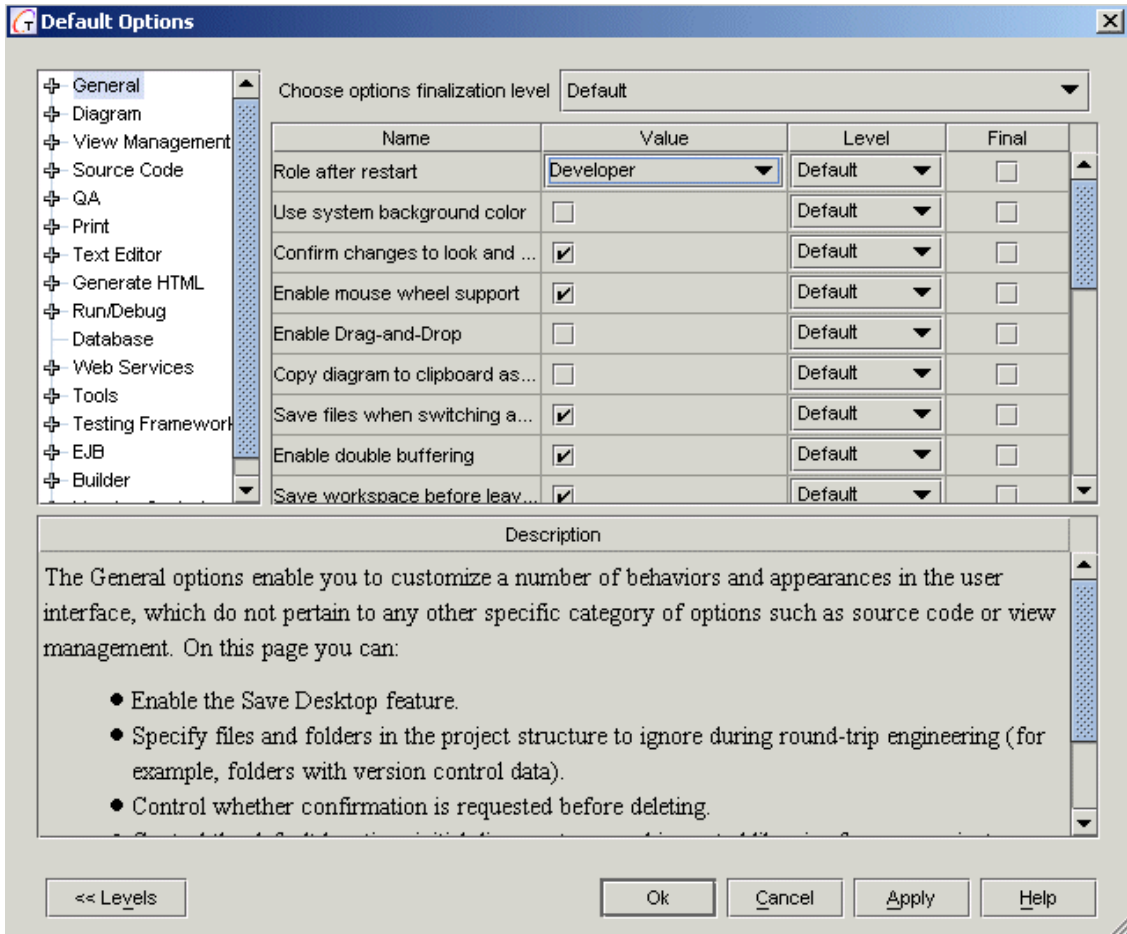 Default Options
General
Diagram
View Management
Source Code
QA
Print
Text Editor
Generate HTML
Run/Debug
Database
Web Services
Tools
Testing Framework
EJB
Builder
Choose options finalization level Default
Name Value Level Final
Role after restart Developer Default
Use system background color Default
Confirm changes to look and ... Default
Enable mouse wheel support Default
Enable Drag-and-Drop Default
Copy diagram to clipboard as... Default
Save files when switching a... Default
Enable double buffering Default
Save workspace before leav... Default
Description
The General options enable you to customize a number of behaviors and appearances in the user
interface, which do not pertain to any other specific category of options such as source code or view
management. On this page you can:
● Enable the Save Desktop feature.
● Specify files and folders in the project structure to ignore during round-trip engineering (for
example, folders with version control data).
● Control whether confirmation is requested before deleting.
<< Levels Ok Cancel Apply Help